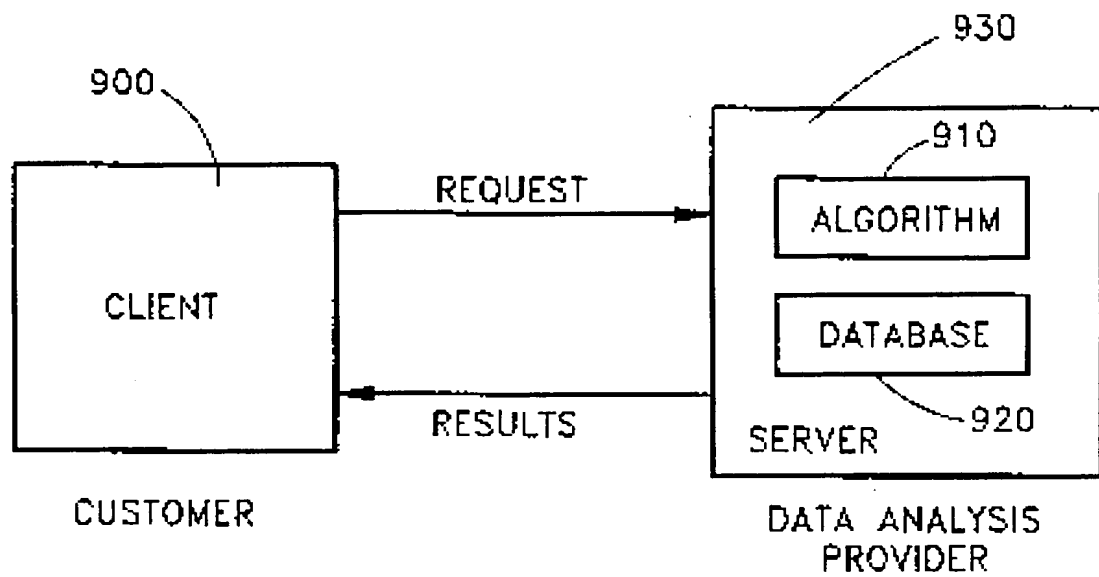 930
900
910
REQUEST
ALGORITHM
CLIENT
DATABASE
RESULTS
920
SERVER
CUSTOMER
DATA ANALYSIS
PROVIDER